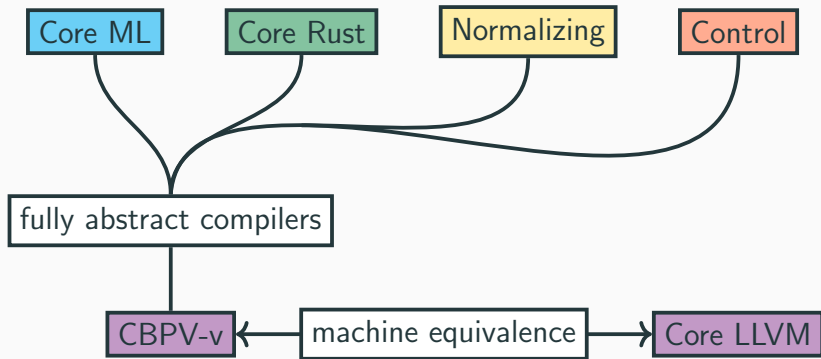 Core ML
Core Rust
Normalizing
Control
fully abstract compilers
CBPV-v
machine equivalence
Core LLVM